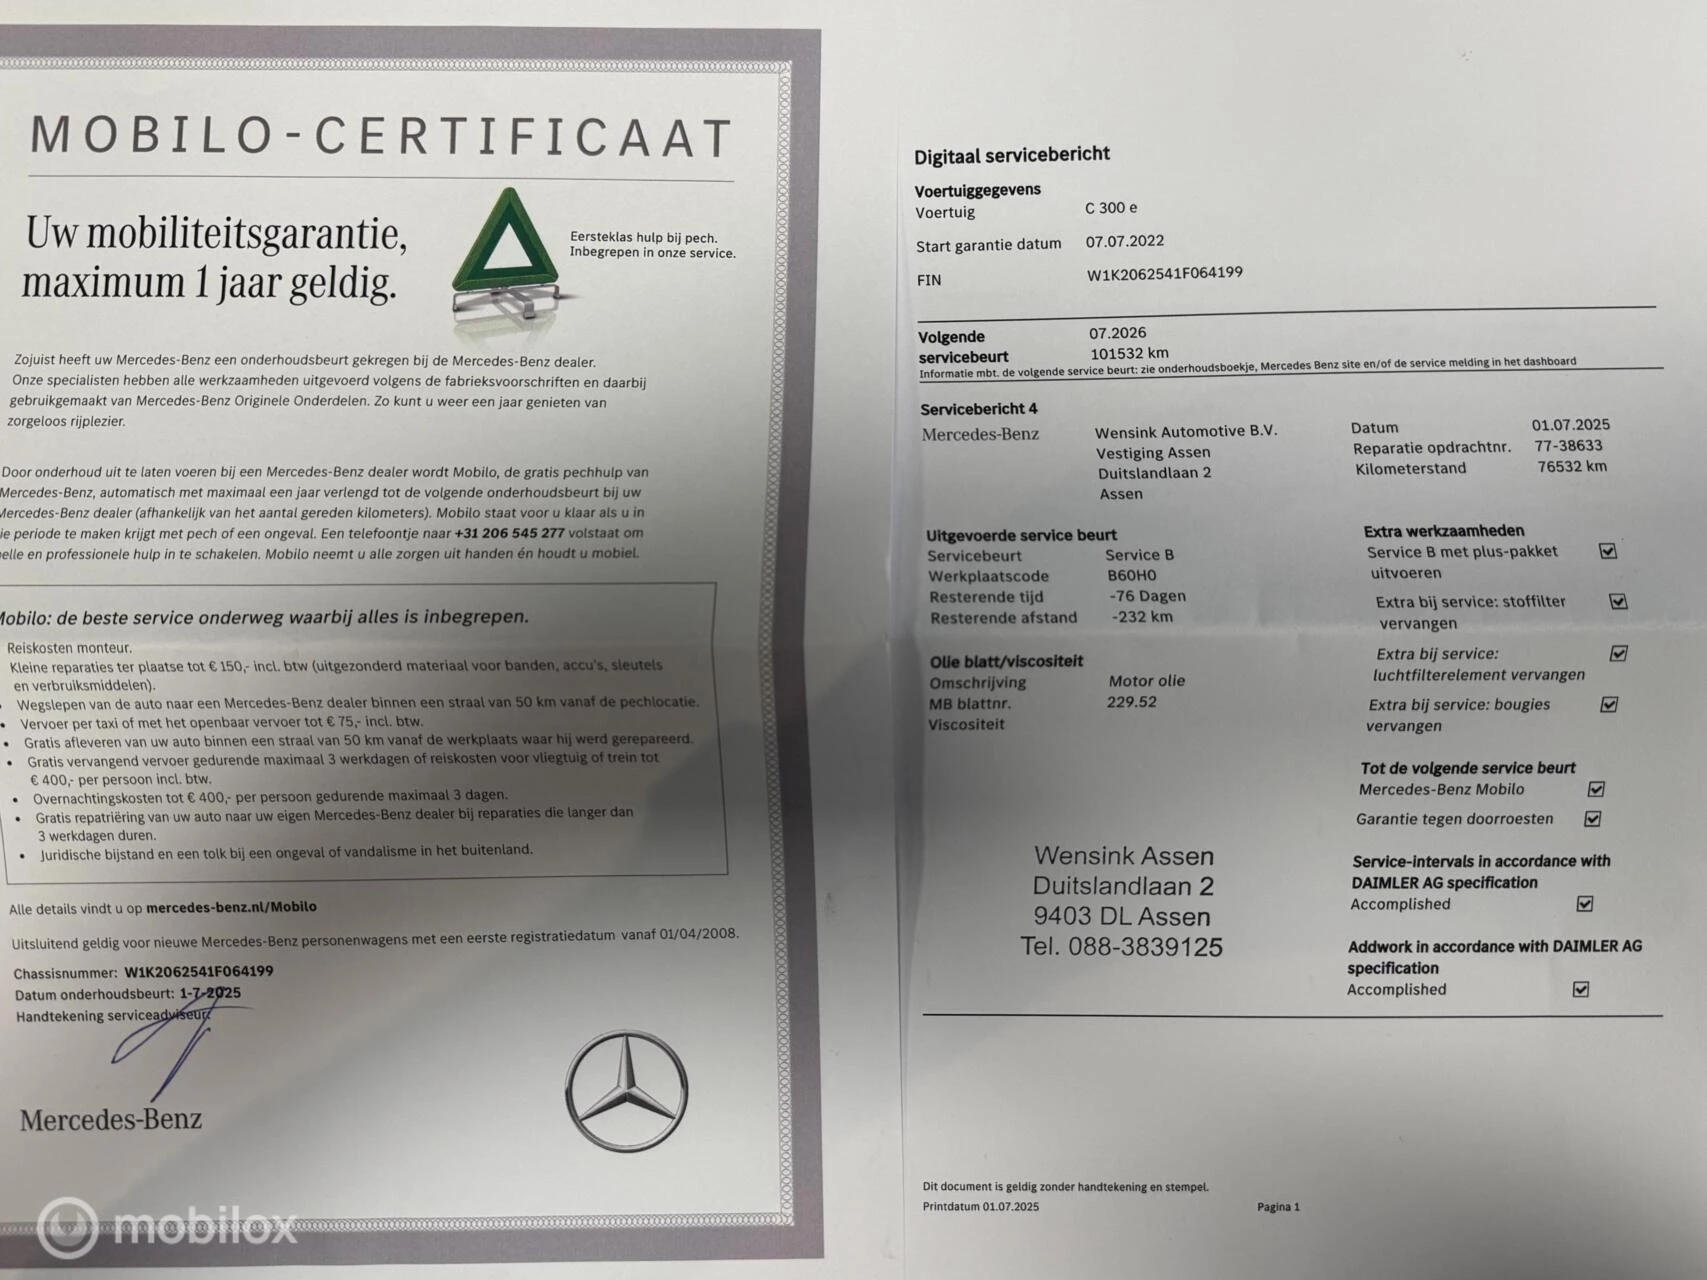 MOBILO-CERTIFICAAT
Uw mobiliteitsgarantie,
maximum 1 jaar geldig.
Eersteklas hulp bij pech.
Inbegrepen in onze service.
Zojuist heeft uw Mercedes-Benz een onderhoudsbeurt gekregen bij de Mercedes-Benz dealer.
Onze specialisten hebben alle werkzaamheden uitgevoerd volgens de fabrieksvoorschriften en daarbij
gebruikgemaakt van Mercedes-Benz Originele Onderdelen. Zo kunt u weer een jaar genieten van
zorgeloos rijplezier.
Door onderhoud uit te laten voeren bij een Mercedes-Benz dealer wordt Mobilo, de gratis pechhulp van
Mercedes-Benz, automatisch met maximaal een jaar verlengd tot de volgende onderhoudsbeurt bij uw
Mercedes-Benz dealer (afhankelijk van het aantal gereden kilometers). Mobilo staat voor u klaar als u in
ie periode te maken krijgt met pech of een ongeval. Een telefoontje naar +31 206 545 277 volstaat om
elle en professionele hulp in te schakelen. Mobilo neemt u alle zorgen uit handen én houdt u mobiel.
Mobilo: de beste service onderweg waarbij alles is inbegrepen.
Reiskosten monteur.
Kleine reparaties ter plaatse tot € 150,- incl. btw (uitgezonderd materiaal voor banden, accu's, sleutels
en verbruiksmiddelen).
• Wegslepen van de auto naar een Mercedes-Benz dealer binnen een straal van 50 km vanaf de pechlocatie.
• Vervoer per taxi of met het openbaar vervoer tot € 75,- incl. btw.
• Gratis afleveren van uw auto binnen een straal van 50 km vanaf de werkplaats waar hij werd gerepareerd.
• Gratis vervangend vervoer gedurende maximaal 3 werkdagen of reiskosten voor vliegtuig of trein tot
€ 400,- per persoon incl. btw.
• Overnachtingskosten tot € 400,- per persoon gedurende maximaal 3 dagen.
• Gratis repatriëring van uw auto naar uw eigen Mercedes-Benz dealer bij reparaties die langer dan
3 werkdagen duren.
• Juridische bijstand en een tolk bij een ongeval of vandalisme in het buitenland.
Alle details vindt u op mercedes-benz.nl/Mobilo
Uitsluitend geldig voor nieuwe Mercedes-Benz personenwagens met een eerste registratiedatum vanaf 01/04/2008.
Chassisnummer: W1K2062541F064199
Datum onderhoudsbeurt: 1-7-2025
Handtekening serviceadviseur:
Mercedes-Benz
mobilox
Digitaal servicebericht
Voertuiggegevens
Voertuig C 300 e
Start garantie datum 07.07.2022
FIN W1K2062541F064199
Volgende 07.2026
servicebeurt 101532 km
Informatie mbt. de volgende service beurt: zie onderhoudsboekje, Mercedes Benz site en/of de service melding in het dashboard
Servicebericht 4
Mercedes-Benz Wensink Automotive B.V. Datum 01.07.2025
Vestiging Assen Reparatie opdrachtnr. 77-38633
Duitslandlaan 2 Kilometerstand 76532 km
Assen
Uitgevoerde service beurt
Servicebeurt Service B
Werkplaatscode B60H0
Resterende tijd -76 Dagen
Resterende afstand -232 km
Olie blatt/viscositeit
Omschrijving Motor olie
MB blattnr. 229.52
Viscositeit
Extra werkzaamheden
Service B met plus-pakket
uitvoeren
Extra bij service: stoffilter
vervangen
Extra bij service:
luchtfilterelement vervangen
Extra bij service: bougies
vervangen
Tot de volgende service beurt
Mercedes-Benz Mobilo
Garantie tegen doorroesten
Service-intervals in accordance with
DAIMLER AG specification
Accomplished
Addwork in accordance with DAIMLER AG
specification
Accomplished
Wensink Assen
Duitslandlaan 2
9403 DL Assen
Tel. 088-3839125
Dit document is geldig zonder handtekening en stempel.
Printdatum 01.07.2025 Pagina 1